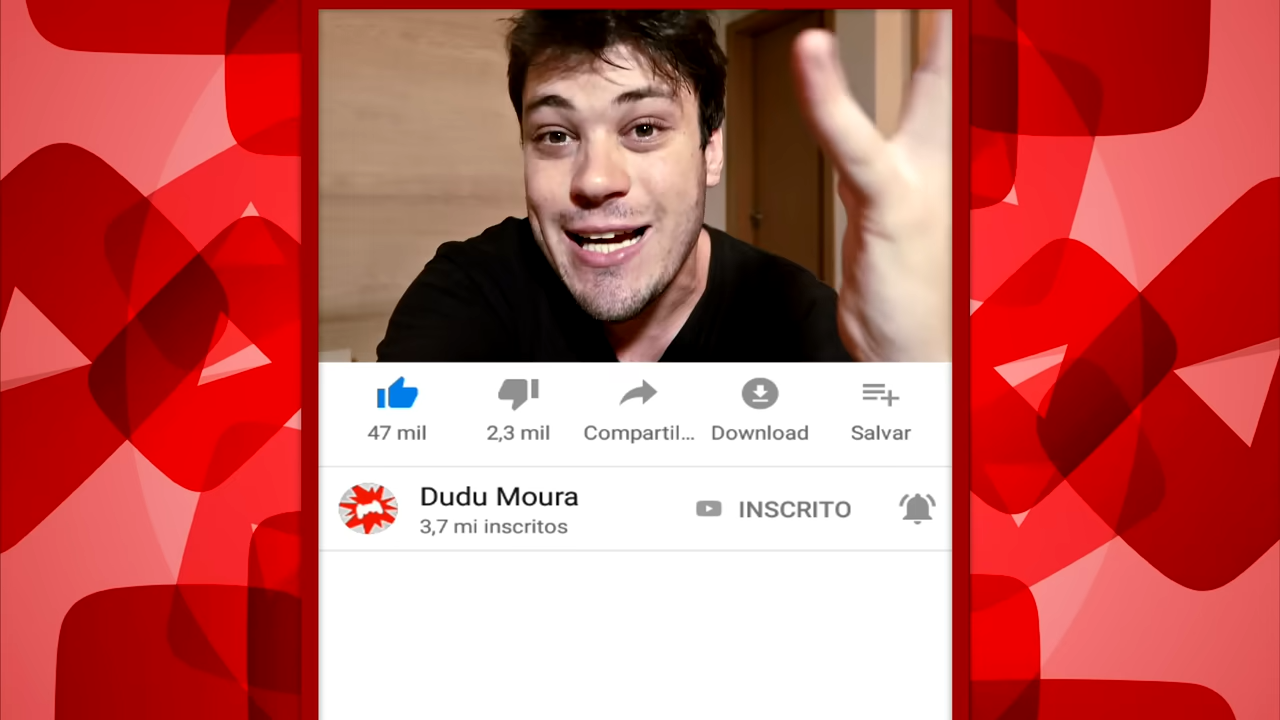 47 mil 2,3 mil Compartil... Download Salvar
Dudu Moura
3,7 mi inscritos
INSCRITO